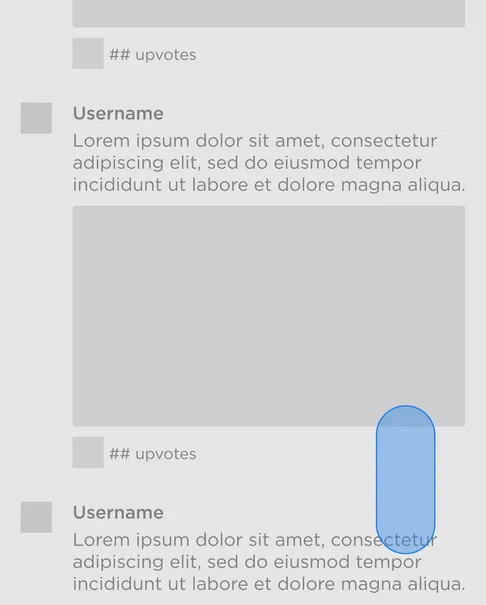 ## upvotes
Username
Lorem ipsum dolor sit amet, consectetur
adipiscing elit, sed do eiusmod tempor
incididunt ut labore et dolore magna aliqua.
## upvotes
Username
Lorem ipsum dolor sit amet, consectetur
adipiscing elit, sed do eiusmod tempor
incididunt ut labore et dolore magna aliqua.